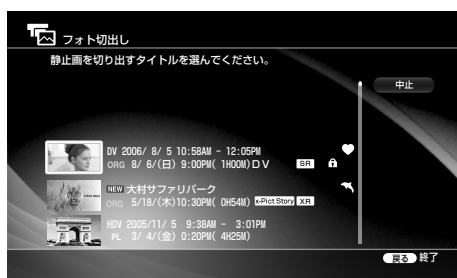 フォト切出し
静止画を切り出すタイトルを選んでください。
中止
DV 2006/ 8/ 5 10:58AM - 12:05PM
ORG 8/ 6/(日) 9:00PM( 1H00M)DV SR
NEW 大村サファリパーク
ORG 5/18/(木)10:30PM( 0H54M) x-Pict Story XR
HDV 2005/11/ 5 9:38AM - 3:01PM
PL 3/ 4/(金) 0:20PM( 4H25M)
戻る 終了